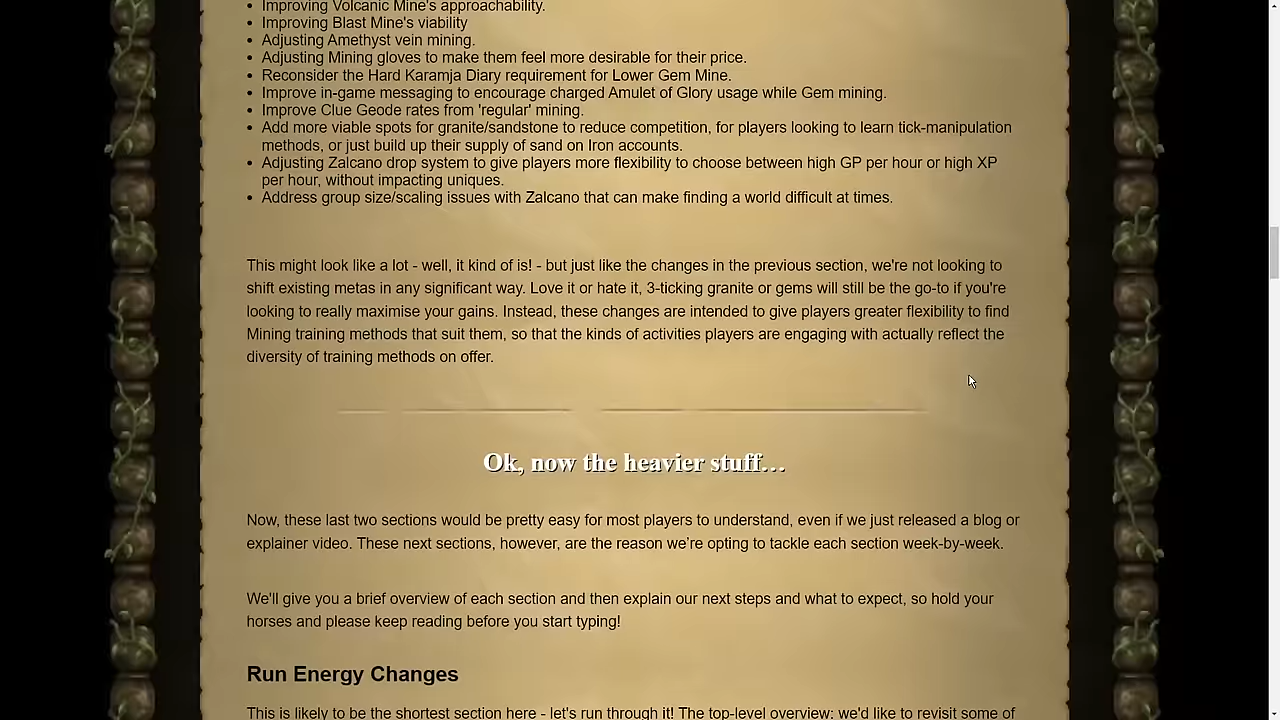 Improving Volcanic Mine's approachability.
Improving Blast Mine's viability
Adjusting Amethyst vein mining.
Adjusting Mining gloves to make them feel more desirable for their price.
Reconsider the Hard Karamja Diary requirement for Lower Gem Mine.
Improve in-game messaging to encourage charged Amulet of Glory usage while Gem mining.
Improve Clue Geode rates from 'regular' mining.
Add more viable spots for granite/sandstone to reduce competition, for players looking to learn tick-manipulation
methods, or just build up their supply of sand on Iron accounts.
Adjusting Zalcano drop system to give players more flexibility to choose between high GP per hour or high XP
per hour, without impacting uniques.
Address group size/scaling issues with Zalcano that can make finding a world difficult at times.
This might look like a lot - well, it kind of is! - but just like the changes in the previous section, we're not looking to
shift existing metas in any significant way. Love it or hate it, 3-ticking granite or gems will still be the go-to if you're
looking to really maximise your gains. Instead, these changes are intended to give players greater flexibility to find
Mining training methods that suit them, so that the kinds of activities players are engaging with actually reflect the
diversity of training methods on offer.
Ok, now the heavier stuff…
Now, these last two sections would be pretty easy for most players to understand, even if we just released a blog or
explainer video. These next sections, however, are the reason we’re opting to tackle each section week-by-week.
We'll give you a brief overview of each section and then explain our next steps and what to expect, so hold your
horses and please keep reading before you start typing!
Run Energy Changes
This is likely to be the shortest section here - let's run through it! The top-level overview: we'd like to revisit some of